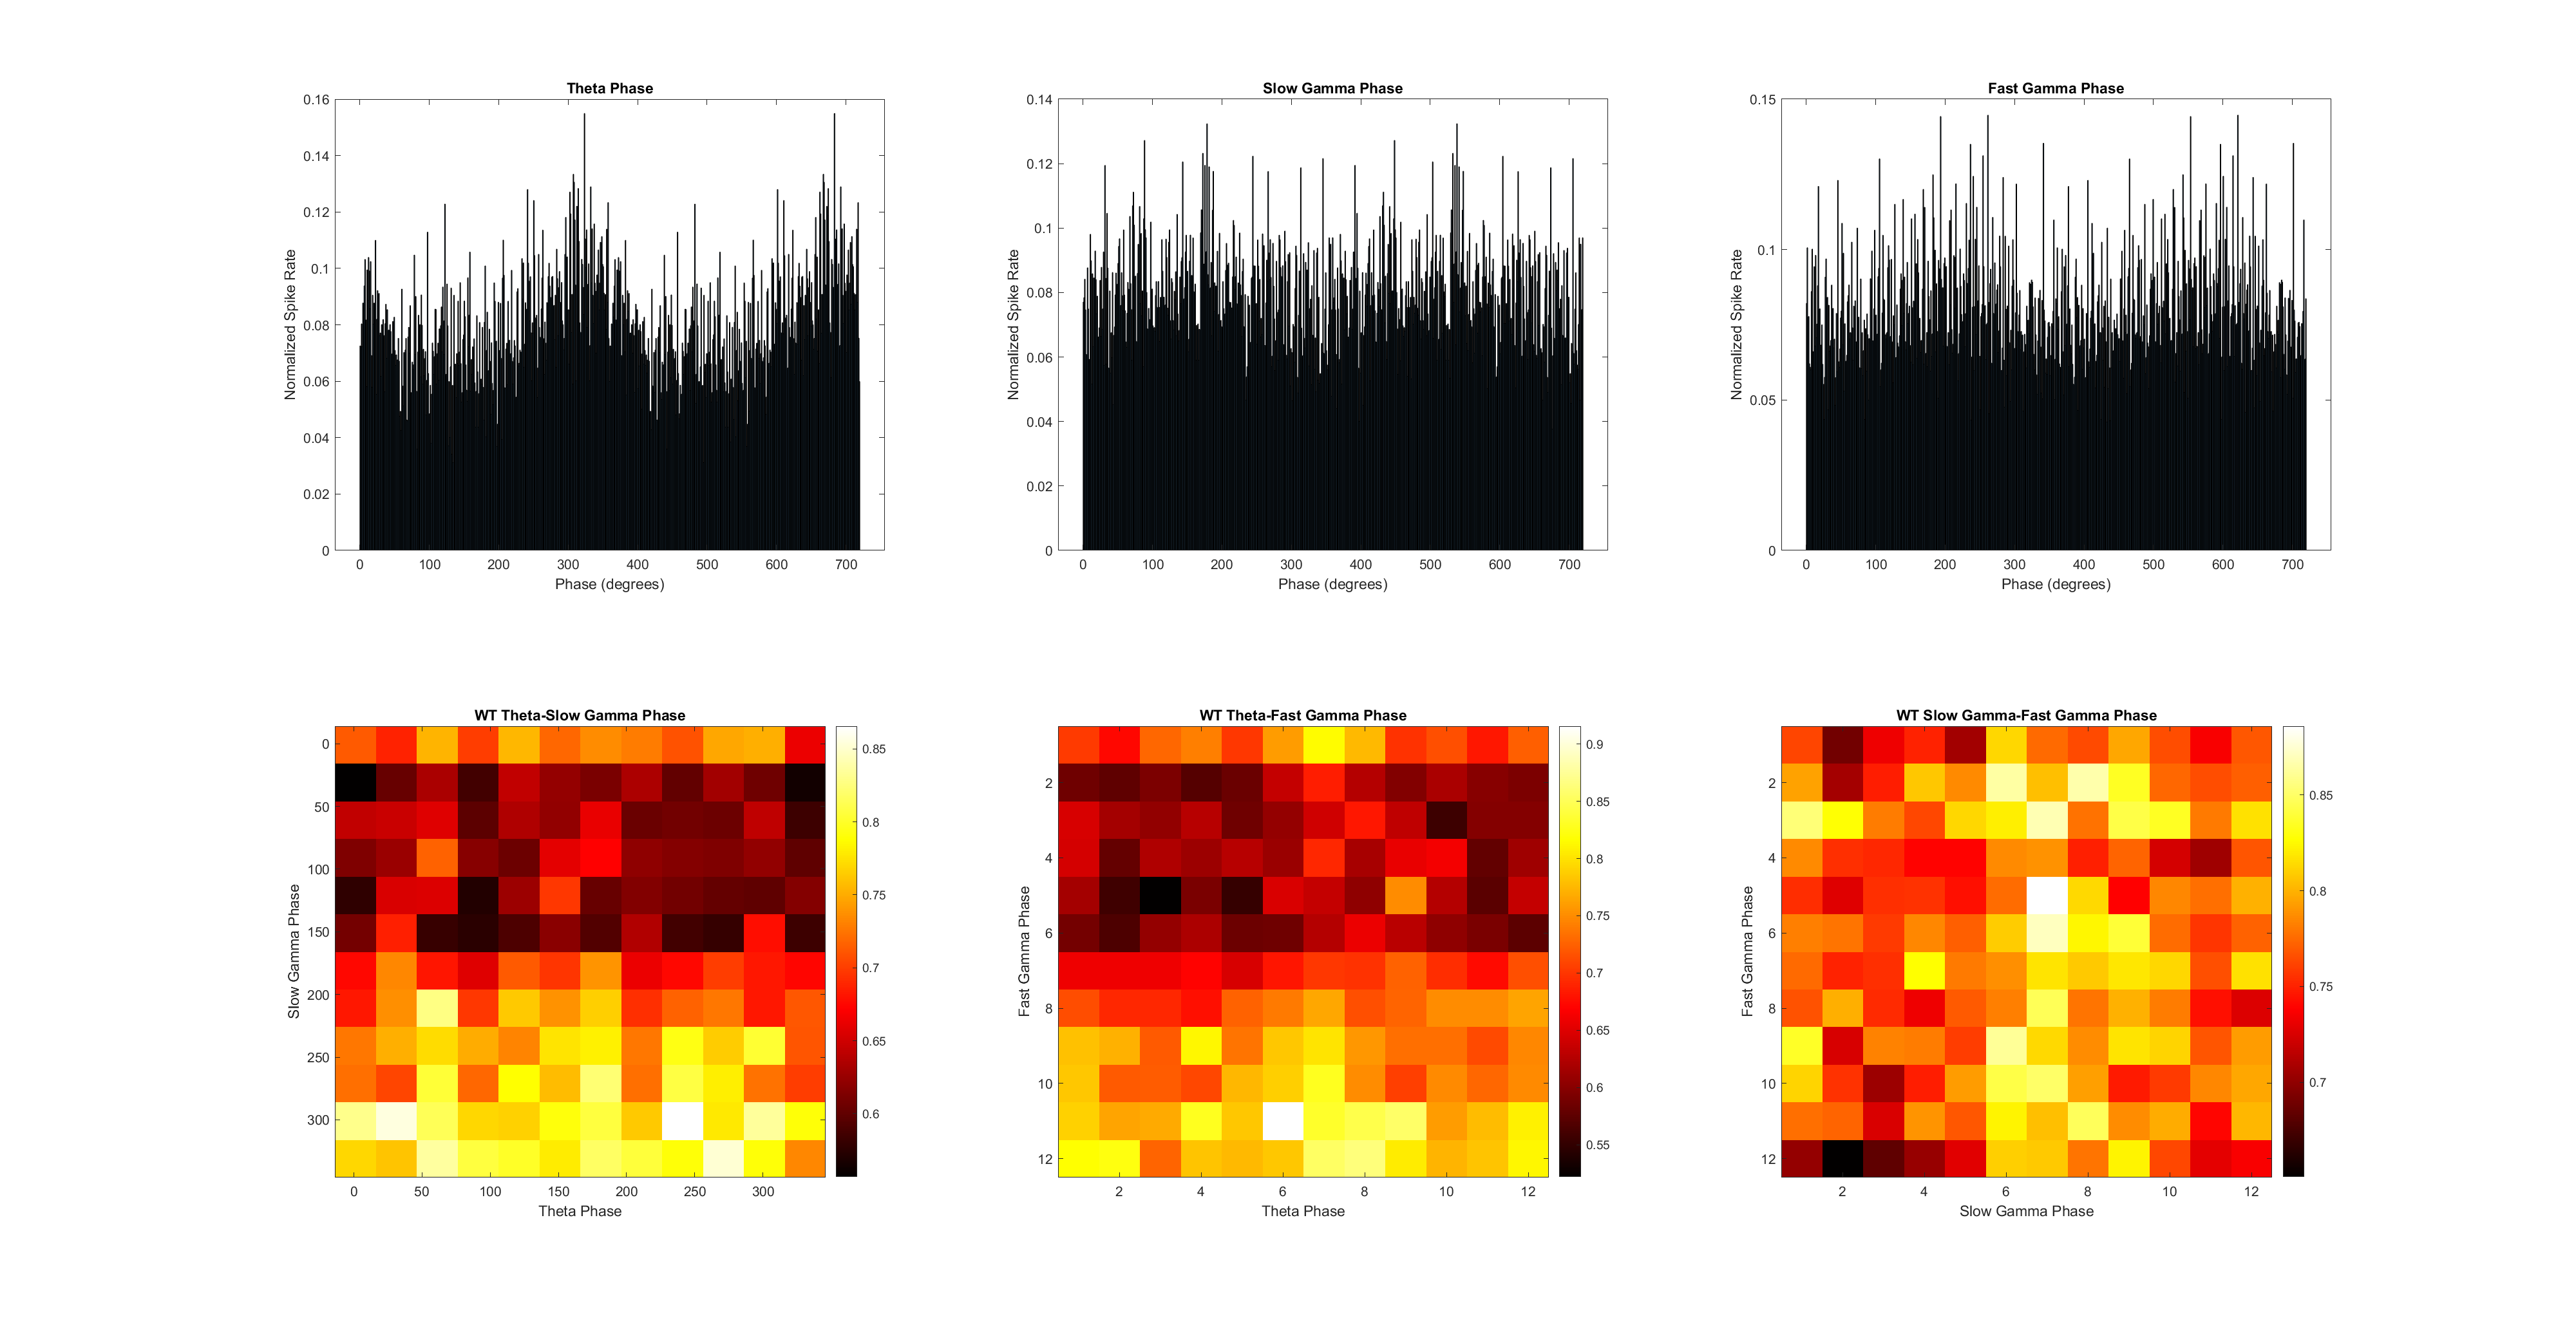 Theta Phase
0.16
0.14
0.12
0.1
0.08
0.06
0.04
0.02
0
Normalized Spike Rate
0 100 200 300 400 500 600 700
Phase (degrees)
Slow Gamma Phase
0.14
0.12
0.1
0.08
0.06
0.04
0.02
0
Normalized Spike Rate
0 100 200 300 400 500 600 700
Phase (degrees)
Fast Gamma Phase
0.15
0.1
0.05
0
Normalized Spike Rate
0 100 200 300 400 500 600 700
Phase (degrees)
WT Theta-Slow Gamma Phase
0
50
100
150
200
250
300
Slow Gamma Phase
0 50 100 150 200 250 300
Theta Phase
0.85
0.8
0.75
0.7
0.65
0.6
WT Theta-Fast Gamma Phase
2
4
6
8
10
12
Fast Gamma Phase
2 4 6 8 10 12
Theta Phase
0.9
0.85
0.8
0.75
0.7
0.65
0.6
0.55
WT Slow Gamma-Fast Gamma Phase
2
4
6
8
10
12
Fast Gamma Phase
2 4 6 8 10 12
Slow Gamma Phase
0.85
0.8
0.75
0.7